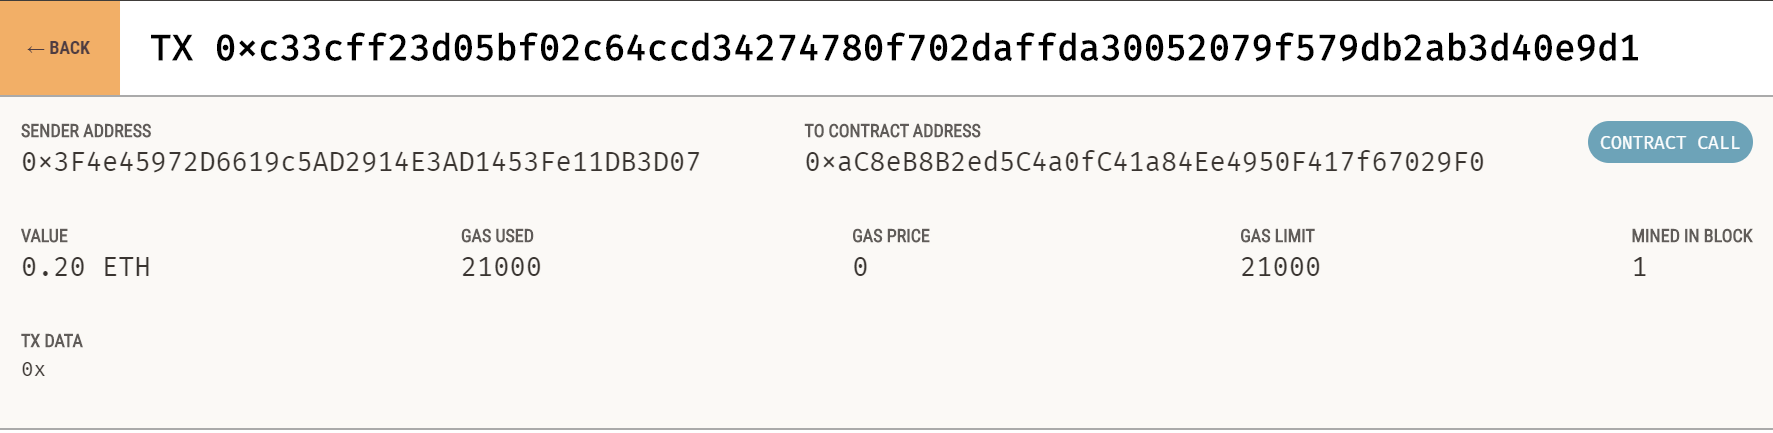 ← BACK
TX 0×c33cff23d05bf02c64ccd34274780f702daffda30052079f579db2ab3d40e9d1
SENDER ADDRESS
0×3F4e45972D6619c5AD2914E3AD1453Fe11DB3D07
TO CONTRACT ADDRESS
0×aC8eB8B2ed5C4a0fC41a84Ee4950F417f67029F0
CONTRACT CALL
VALUE
0.20 ETH
GAS USED
21000
GAS PRICE
0
GAS LIMIT
21000
MINED IN BLOCK
1
TX DATA
0x